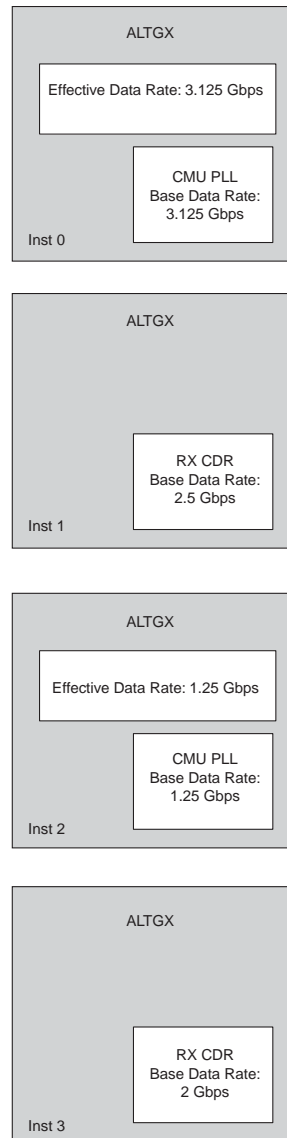 ALTGX
Effective Data Rate: 3.125 Gbps
CMU PLL
Base Data Rate:
3.125 Gbps
Inst 0
ALTGX
RX CDR
Base Data Rate:
2.5 Gbps
Inst 1
ALTGX
Effective Data Rate: 1.25 Gbps
CMU PLL
Base Data Rate:
1.25 Gbps
Inst 2
ALTGX
RX CDR
Base Data Rate:
2 Gbps
Inst 3